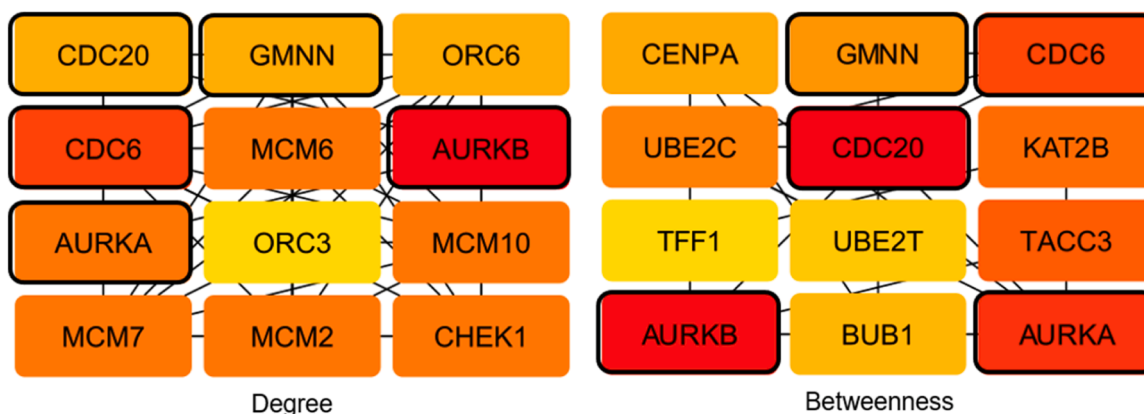 CDC20 GMNN ORC6
CDC6 MCM6 AURKB
AURKA ORC3 MCM10
MCM7 MCM2 CHEK1
Degree
CENPA GMNN CDC6
UBE2C CDC20 KAT2B
TFF1 UBE2T TACC3
AURKB BUB1 AURKA
Betweenness